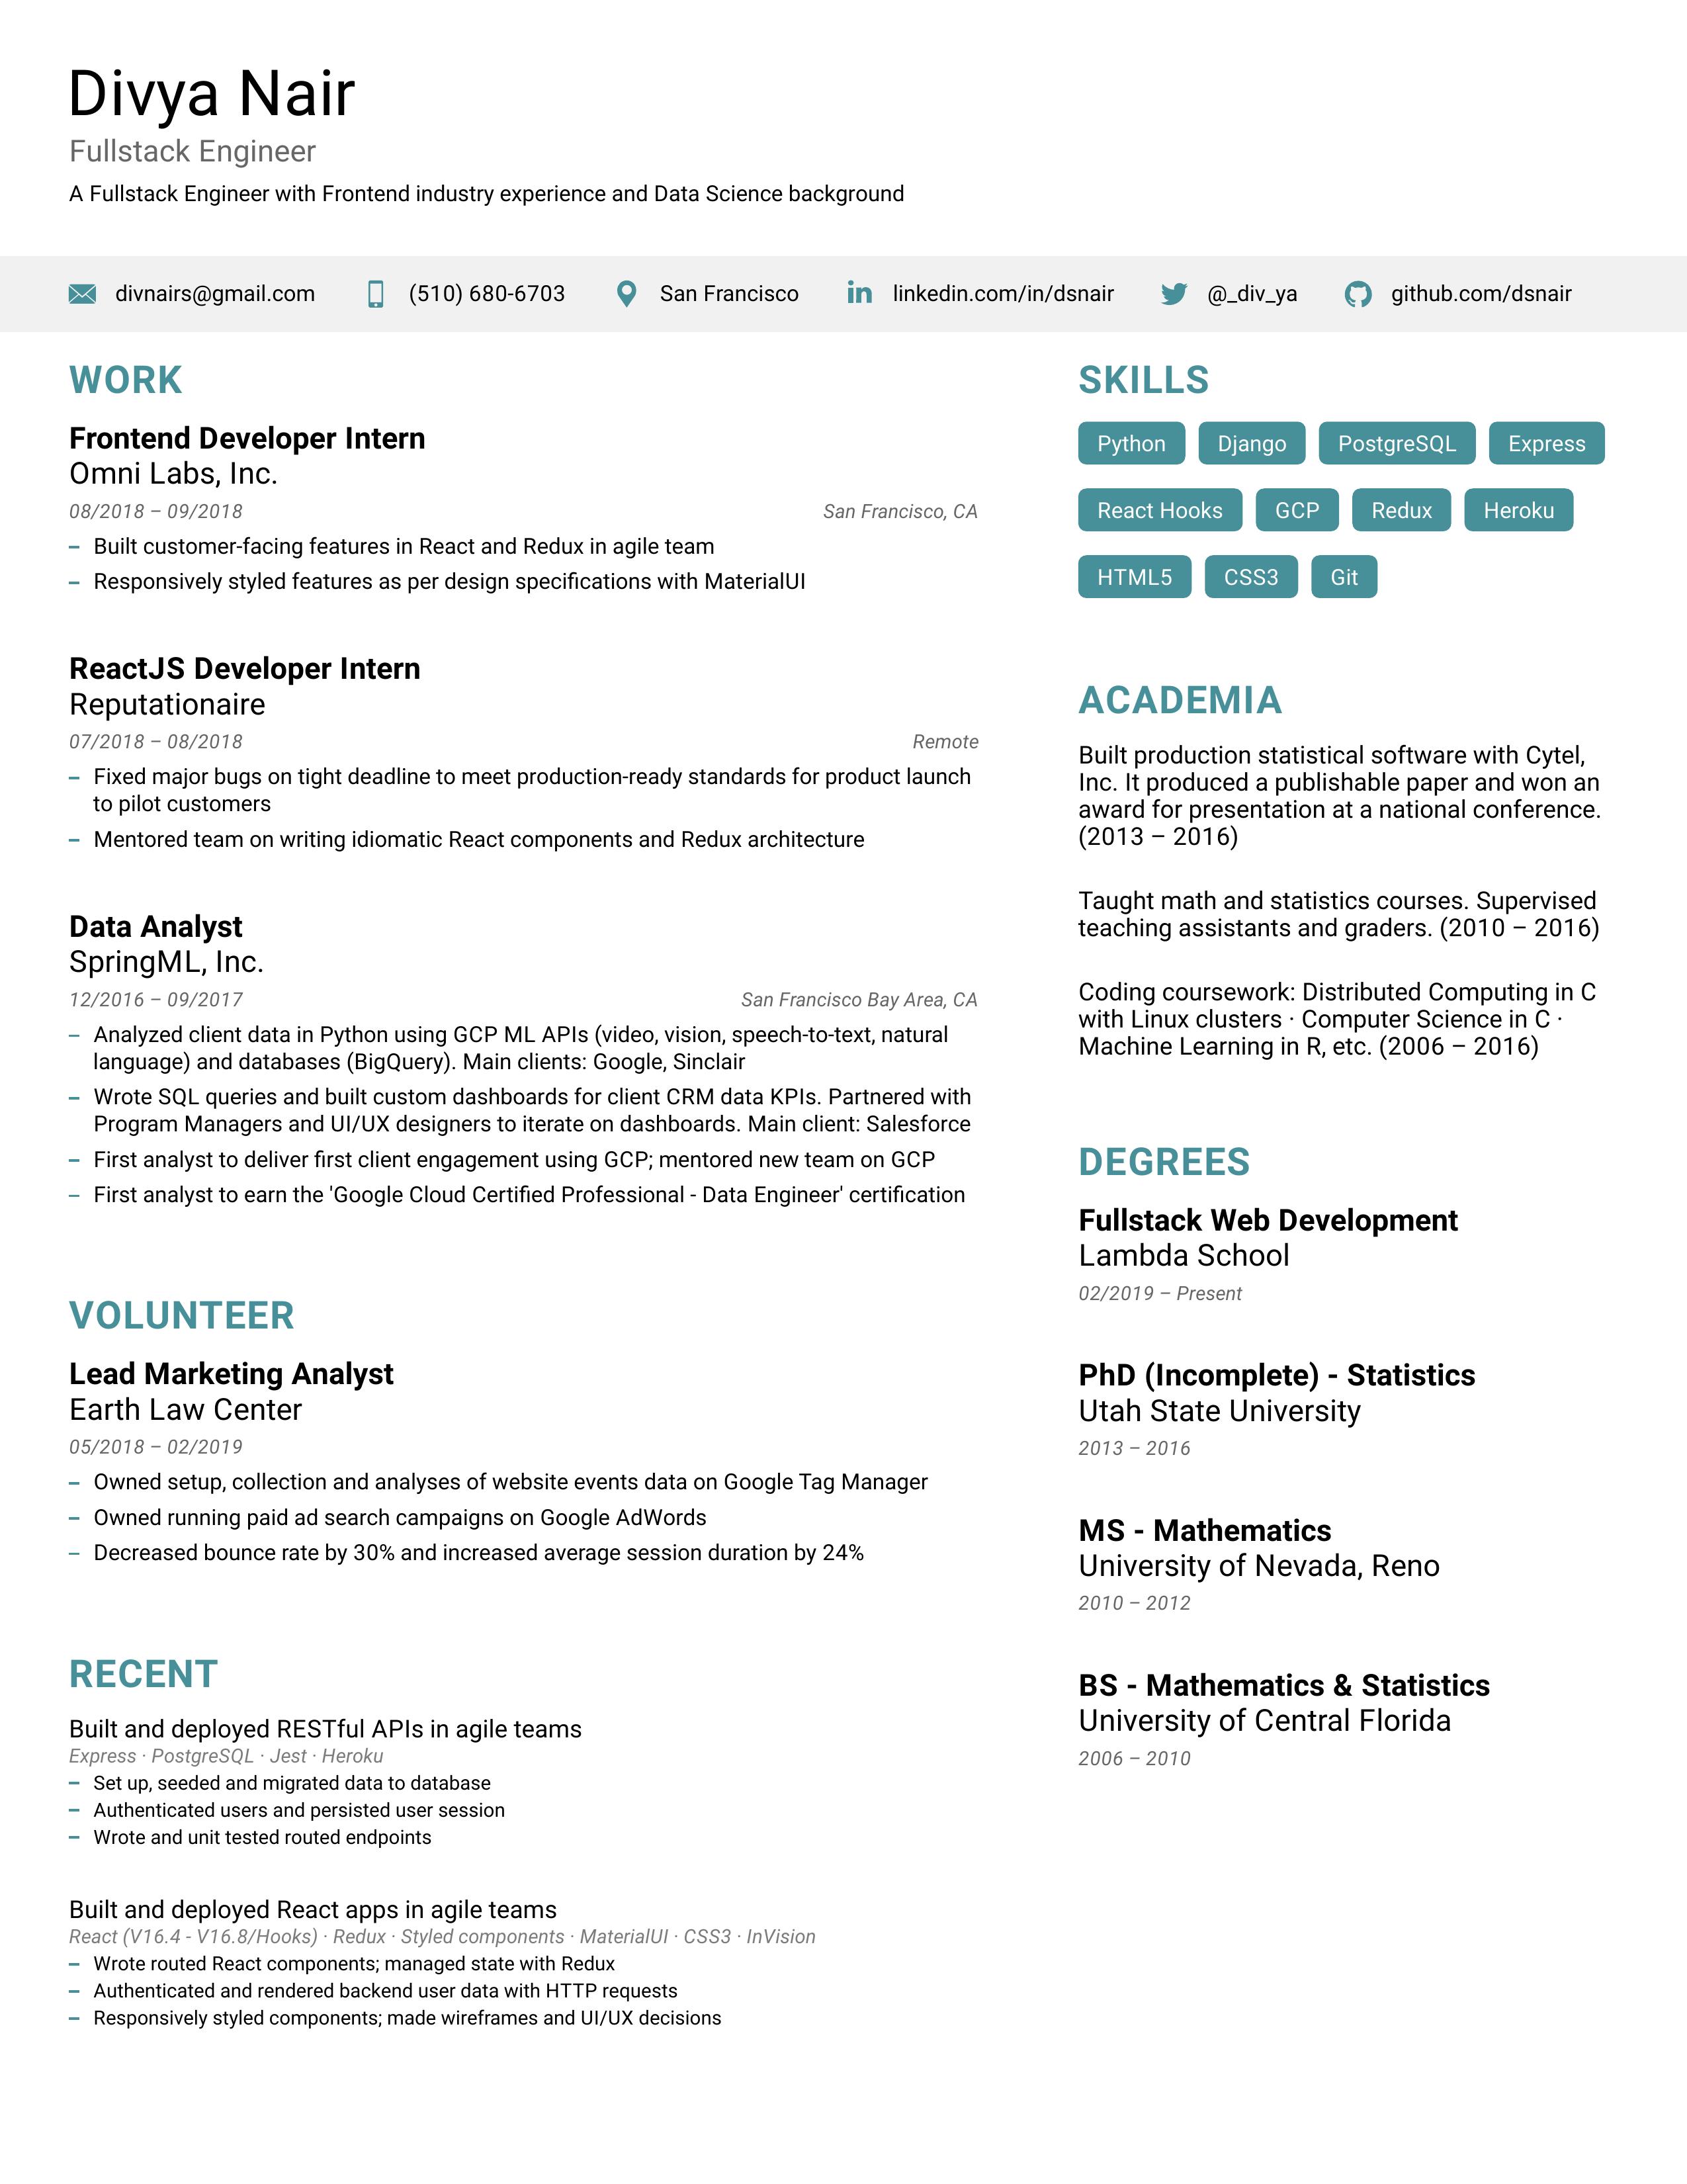 Divya Nair
Fullstack Engineer
A Fullstack Engineer with Frontend industry experience and Data Science background
divnairs@gmail.com
(510) 680-6703
San Francisco
linkedin.com/in/dsnair
@_div_ya
github.com/dsnair
WORK
Frontend Developer Intern
Omni Labs, Inc.
08/2018 – 09/2018
San Francisco, CA
– Built customer-facing features in React and Redux in agile team
– Responsively styled features as per design specifications with MaterialUI
ReactJS Developer Intern
Reputationaire
07/2018 – 08/2018
Remote
– Fixed major bugs on tight deadline to meet production-ready standards for product launch
to pilot customers
– Mentored team on writing idiomatic React components and Redux architecture
Data Analyst
SpringML, Inc.
12/2016 – 09/2017
San Francisco Bay Area, CA
– Analyzed client data in Python using GCP ML APIs (video, vision, speech-to-text, natural
language) and databases (BigQuery). Main clients: Google, Sinclair
– Wrote SQL queries and built custom dashboards for client CRM data KPIs. Partnered with
Program Managers and UI/UX designers to iterate on dashboards. Main client: Salesforce
– First analyst to deliver first client engagement using GCP; mentored new team on GCP
– First analyst to earn the 'Google Cloud Certified Professional - Data Engineer' certification
VOLUNTEER
Lead Marketing Analyst
Earth Law Center
05/2018 – 02/2019
– Owned setup, collection and analyses of website events data on Google Tag Manager
– Owned running paid ad search campaigns on Google AdWords
– Decreased bounce rate by 30% and increased average session duration by 24%
RECENT
Built and deployed RESTful APIs in agile teams
Express · PostgreSQL · Jest · Heroku
– Set up, seeded and migrated data to database
– Authenticated users and persisted user session
– Wrote and unit tested routed endpoints
Built and deployed React apps in agile teams
React (V16.4 - V16.8/Hooks) · Redux · Styled components · MaterialUI · CSS3 · InVision
– Wrote routed React components; managed state with Redux
– Authenticated and rendered backend user data with HTTP requests
– Responsively styled components; made wireframes and UI/UX decisions
SKILLS
Python
Django
PostgreSQL
Express
React Hooks
GCP
Redux
Heroku
HTML5
CSS3
Git
ACADEMIA
Built production statistical software with Cytel,
Inc. It produced a publishable paper and won an
award for presentation at a national conference.
(2013 – 2016)
Taught math and statistics courses. Supervised
teaching assistants and graders. (2010 – 2016)
Coding coursework: Distributed Computing in C
with Linux clusters · Computer Science in C ·
Machine Learning in R, etc. (2006 – 2016)
DEGREES
Fullstack Web Development
Lambda School
02/2019 – Present
PhD (Incomplete) - Statistics
Utah State University
2013 – 2016
MS - Mathematics
University of Nevada, Reno
2010 – 2012
BS - Mathematics & Statistics
University of Central Florida
2006 – 2010